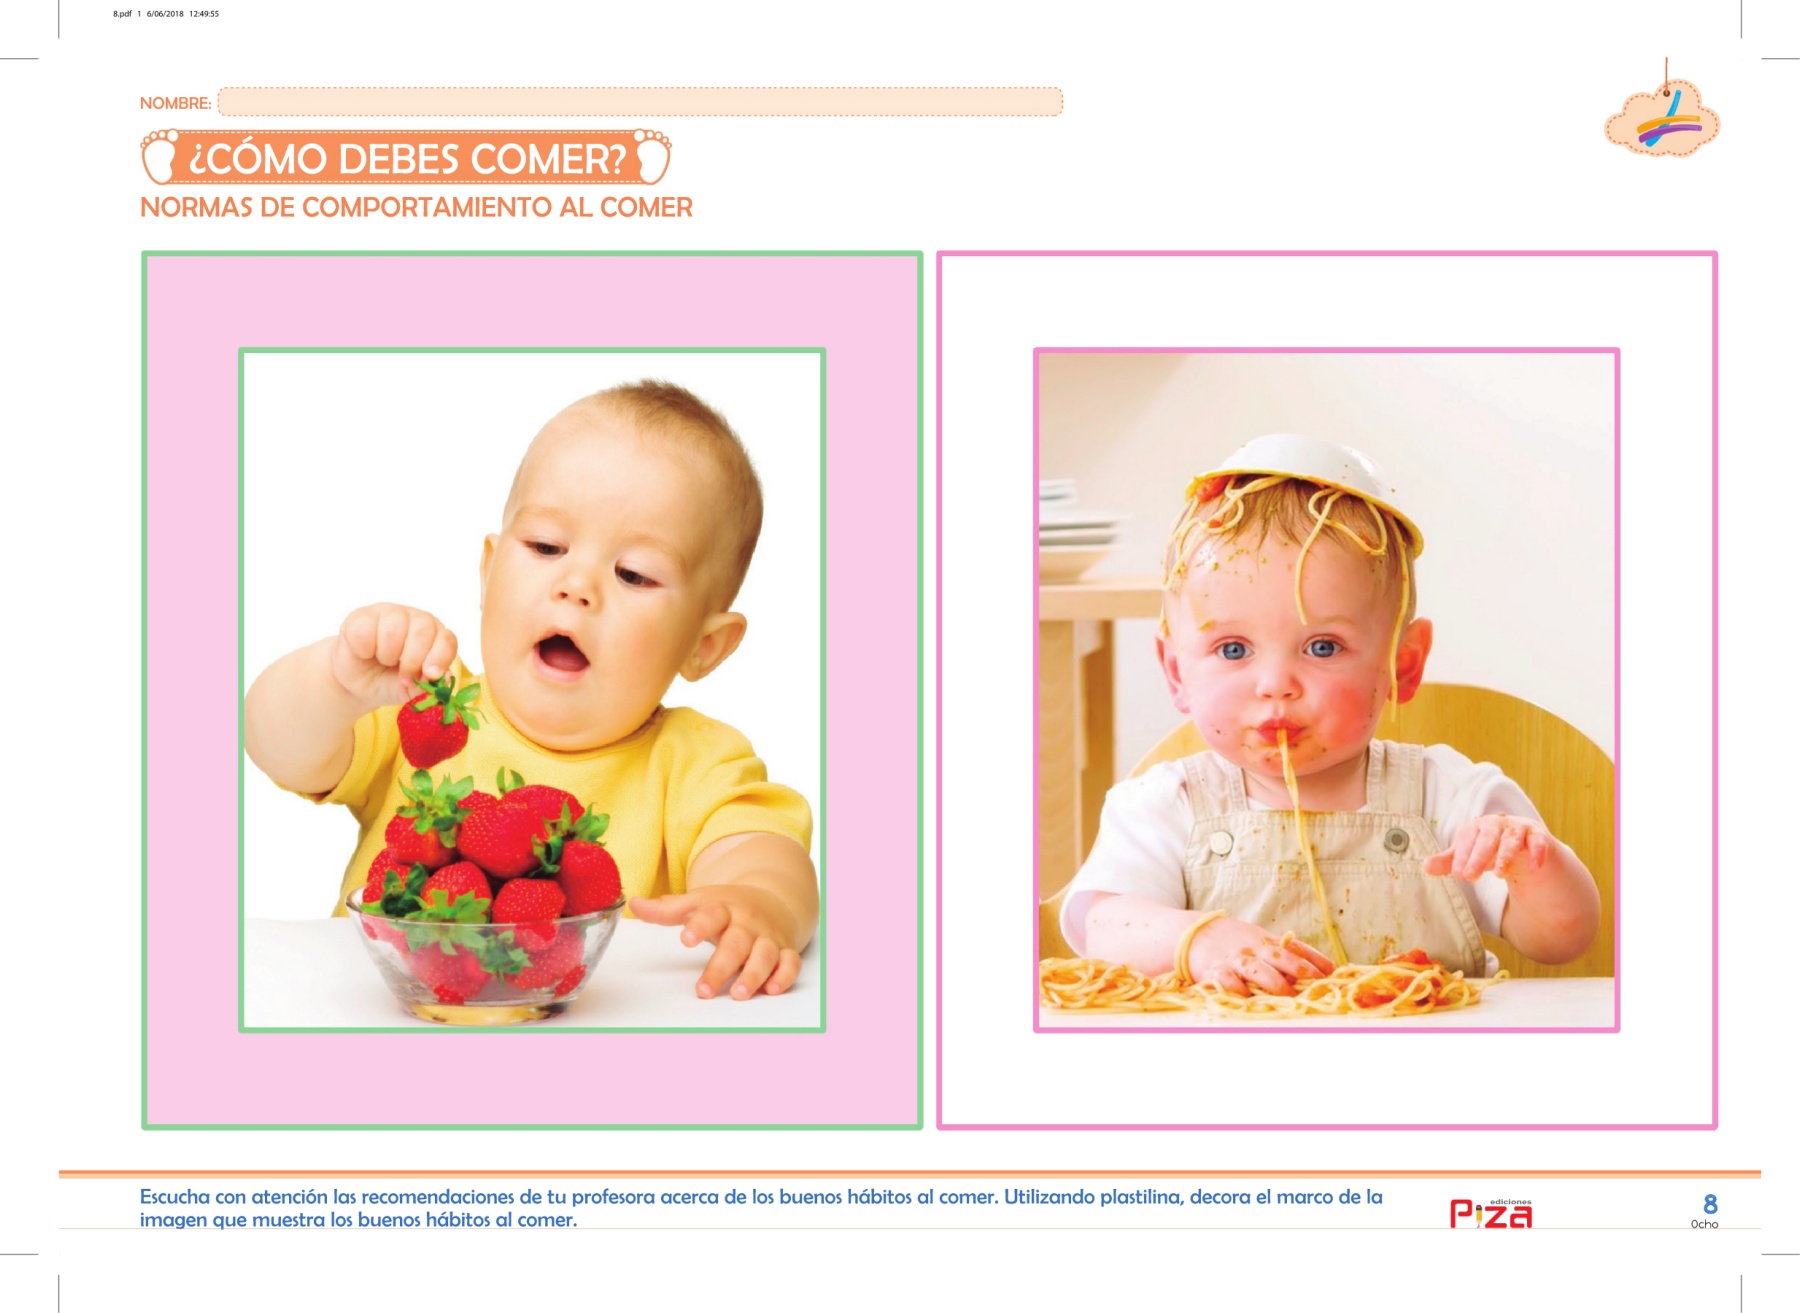 8.pdf 1 6/06/2018 12:49:55
NOMBRE:
¿CÓMO DEBES COMER?
NORMAS DE COMPORTAMIENTO AL COMER
Escucha con atención las recomendaciones de tu profesora acerca de los buenos hábitos al comer. Utilizando plastilina, decora el marco de la
imagen que muestra los buenos hábitos al comer.
ediciones
Piza
8
Ocho